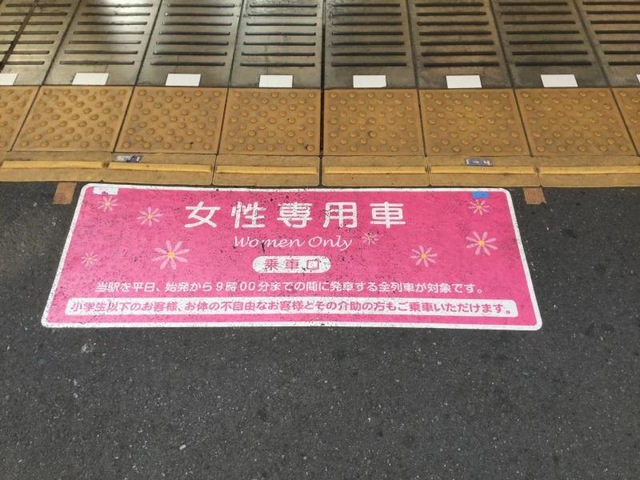 女性専用車
Women Only
乗車口
当駅を平日、始発から9時00分までの間に発車する全列車が対象です。
小学生以下のお客様、お体の不自由なお客様とその介助の方もご乗車いただけます。